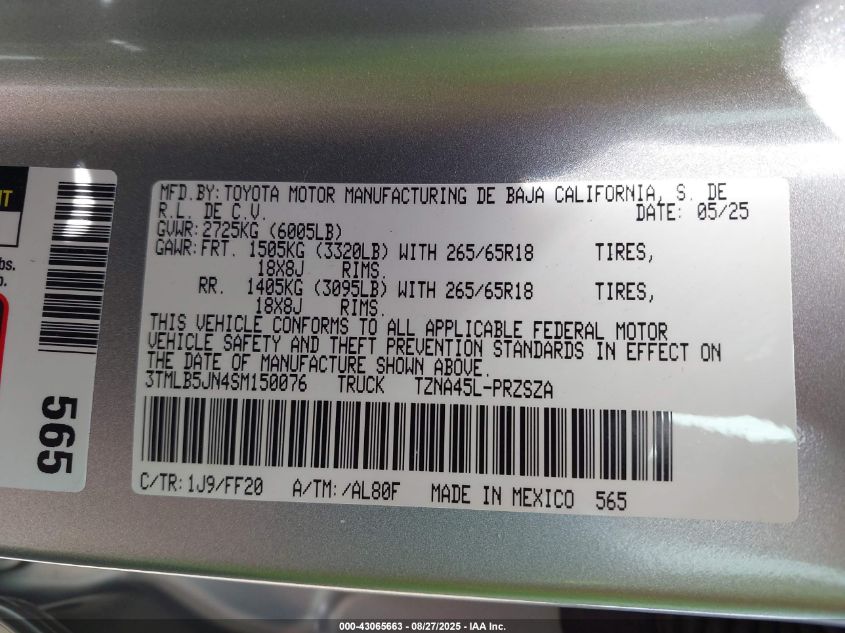 MFD.BY:TOYOTA MOTOR MANUFACTURING DE BAJA CALIFORNIA, S. DE
R.L. DE C.V. DATE: 05/25
GVWR:2725KG (6005LB)
GAWR:FRT. 1505KG (3320LB) WITH 265/65R18 TIRES,
18X8J RIMS.
RR. 1405KG (3095LB) WITH 265/65R18 TIRES,
18X8J RIMS.
THIS VEHICLE CONFORMS TO ALL APPLICABLE FEDERAL MOTOR
VEHICLE SAFETY AND THEFT PREVENTION STANDARDS IN EFFECT ON
THE DATE OF MANUFACTURE SHOWN ABOVE.
3TMLB5JN4SM150076 TRUCK TZNA45L-PRZSZA
C/TR:1J9/FF20 A/TM:/AL80F MADE IN MEXICO 565
565
000-43065663 - 08/27/2025 - IAA Inc.